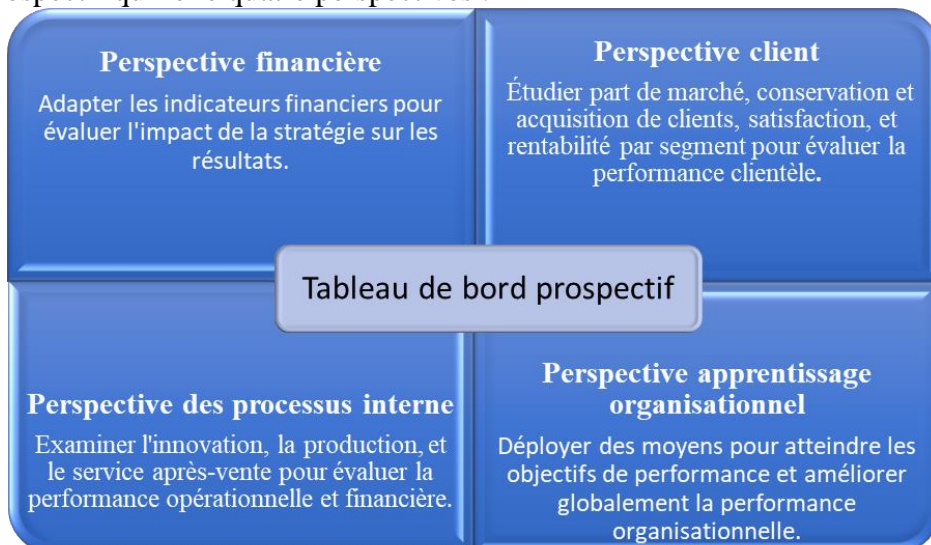 Perspective financière
Adapter les indicateurs financiers pour
évaluer l'impact de la stratégie sur les
résultats.
Perspective client
Étudier part de marché, conservation et
acquisition de clients, satisfaction, et
rentabilité par segment pour évaluer la
performance clientèle.
Tableau de bord prospectif
Perspective des processus interne
Examiner l'innovation, la production, et
le service après-vente pour évaluer la
performance opérationnelle et financière.
Perspective apprentissage
organisationnel
Déployer des moyens pour atteindre les
objectifs de performance et améliorer
globalement la performance
organisationnelle.